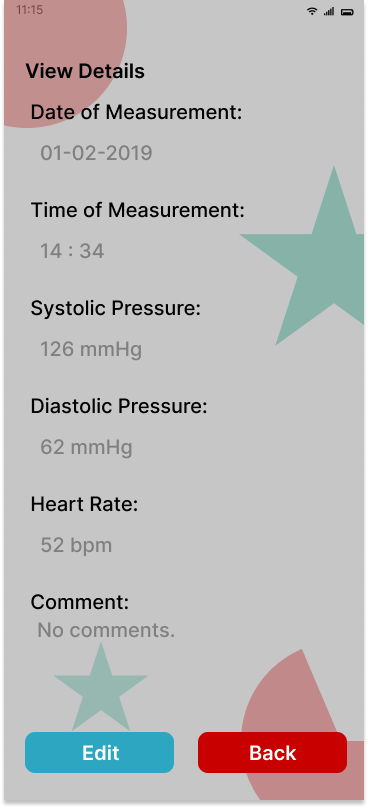 11:15
View Details
Date of Measurement:
01-02-2019
Time of Measurement:
14 : 34
Systolic Pressure:
126 mmHg
Diastolic Pressure:
62 mmHg
Heart Rate:
52 bpm
Comment:
No comments.
Edit
Back